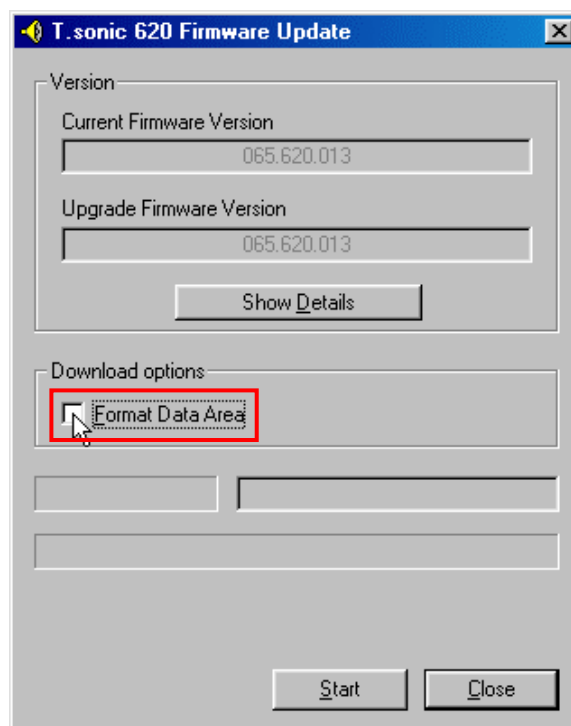 T.sonic 620 Firmware Update
Version
Current Firmware Version
065.620.013
Upgrade Firmware Version
065.620.013
Show Details
Download options
Format Data Area
Start
Close